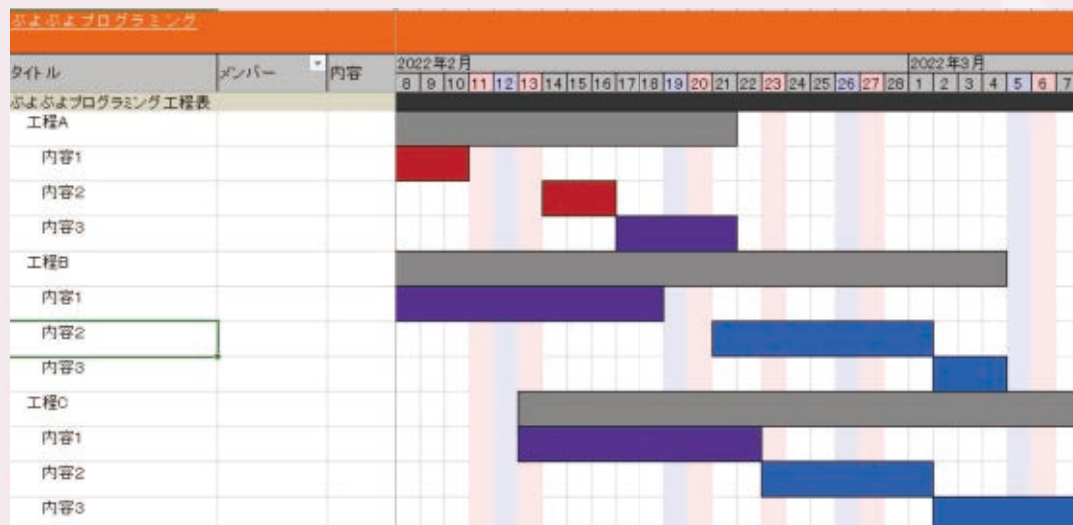 ぷよぷよプログラミング
タイトル メンバー 内容 2022年2月 2022年3月
8 9 10 11 12 13 14 15 16 17 18 19 20 21 22 23 24 25 26 27 28 1 2 3 4 5 6 7
ぷよぷよプログラミング工程表
工程A
内容1
内容2
内容3
工程B
内容1
内容2
内容3
工程C
内容1
内容2
内容3